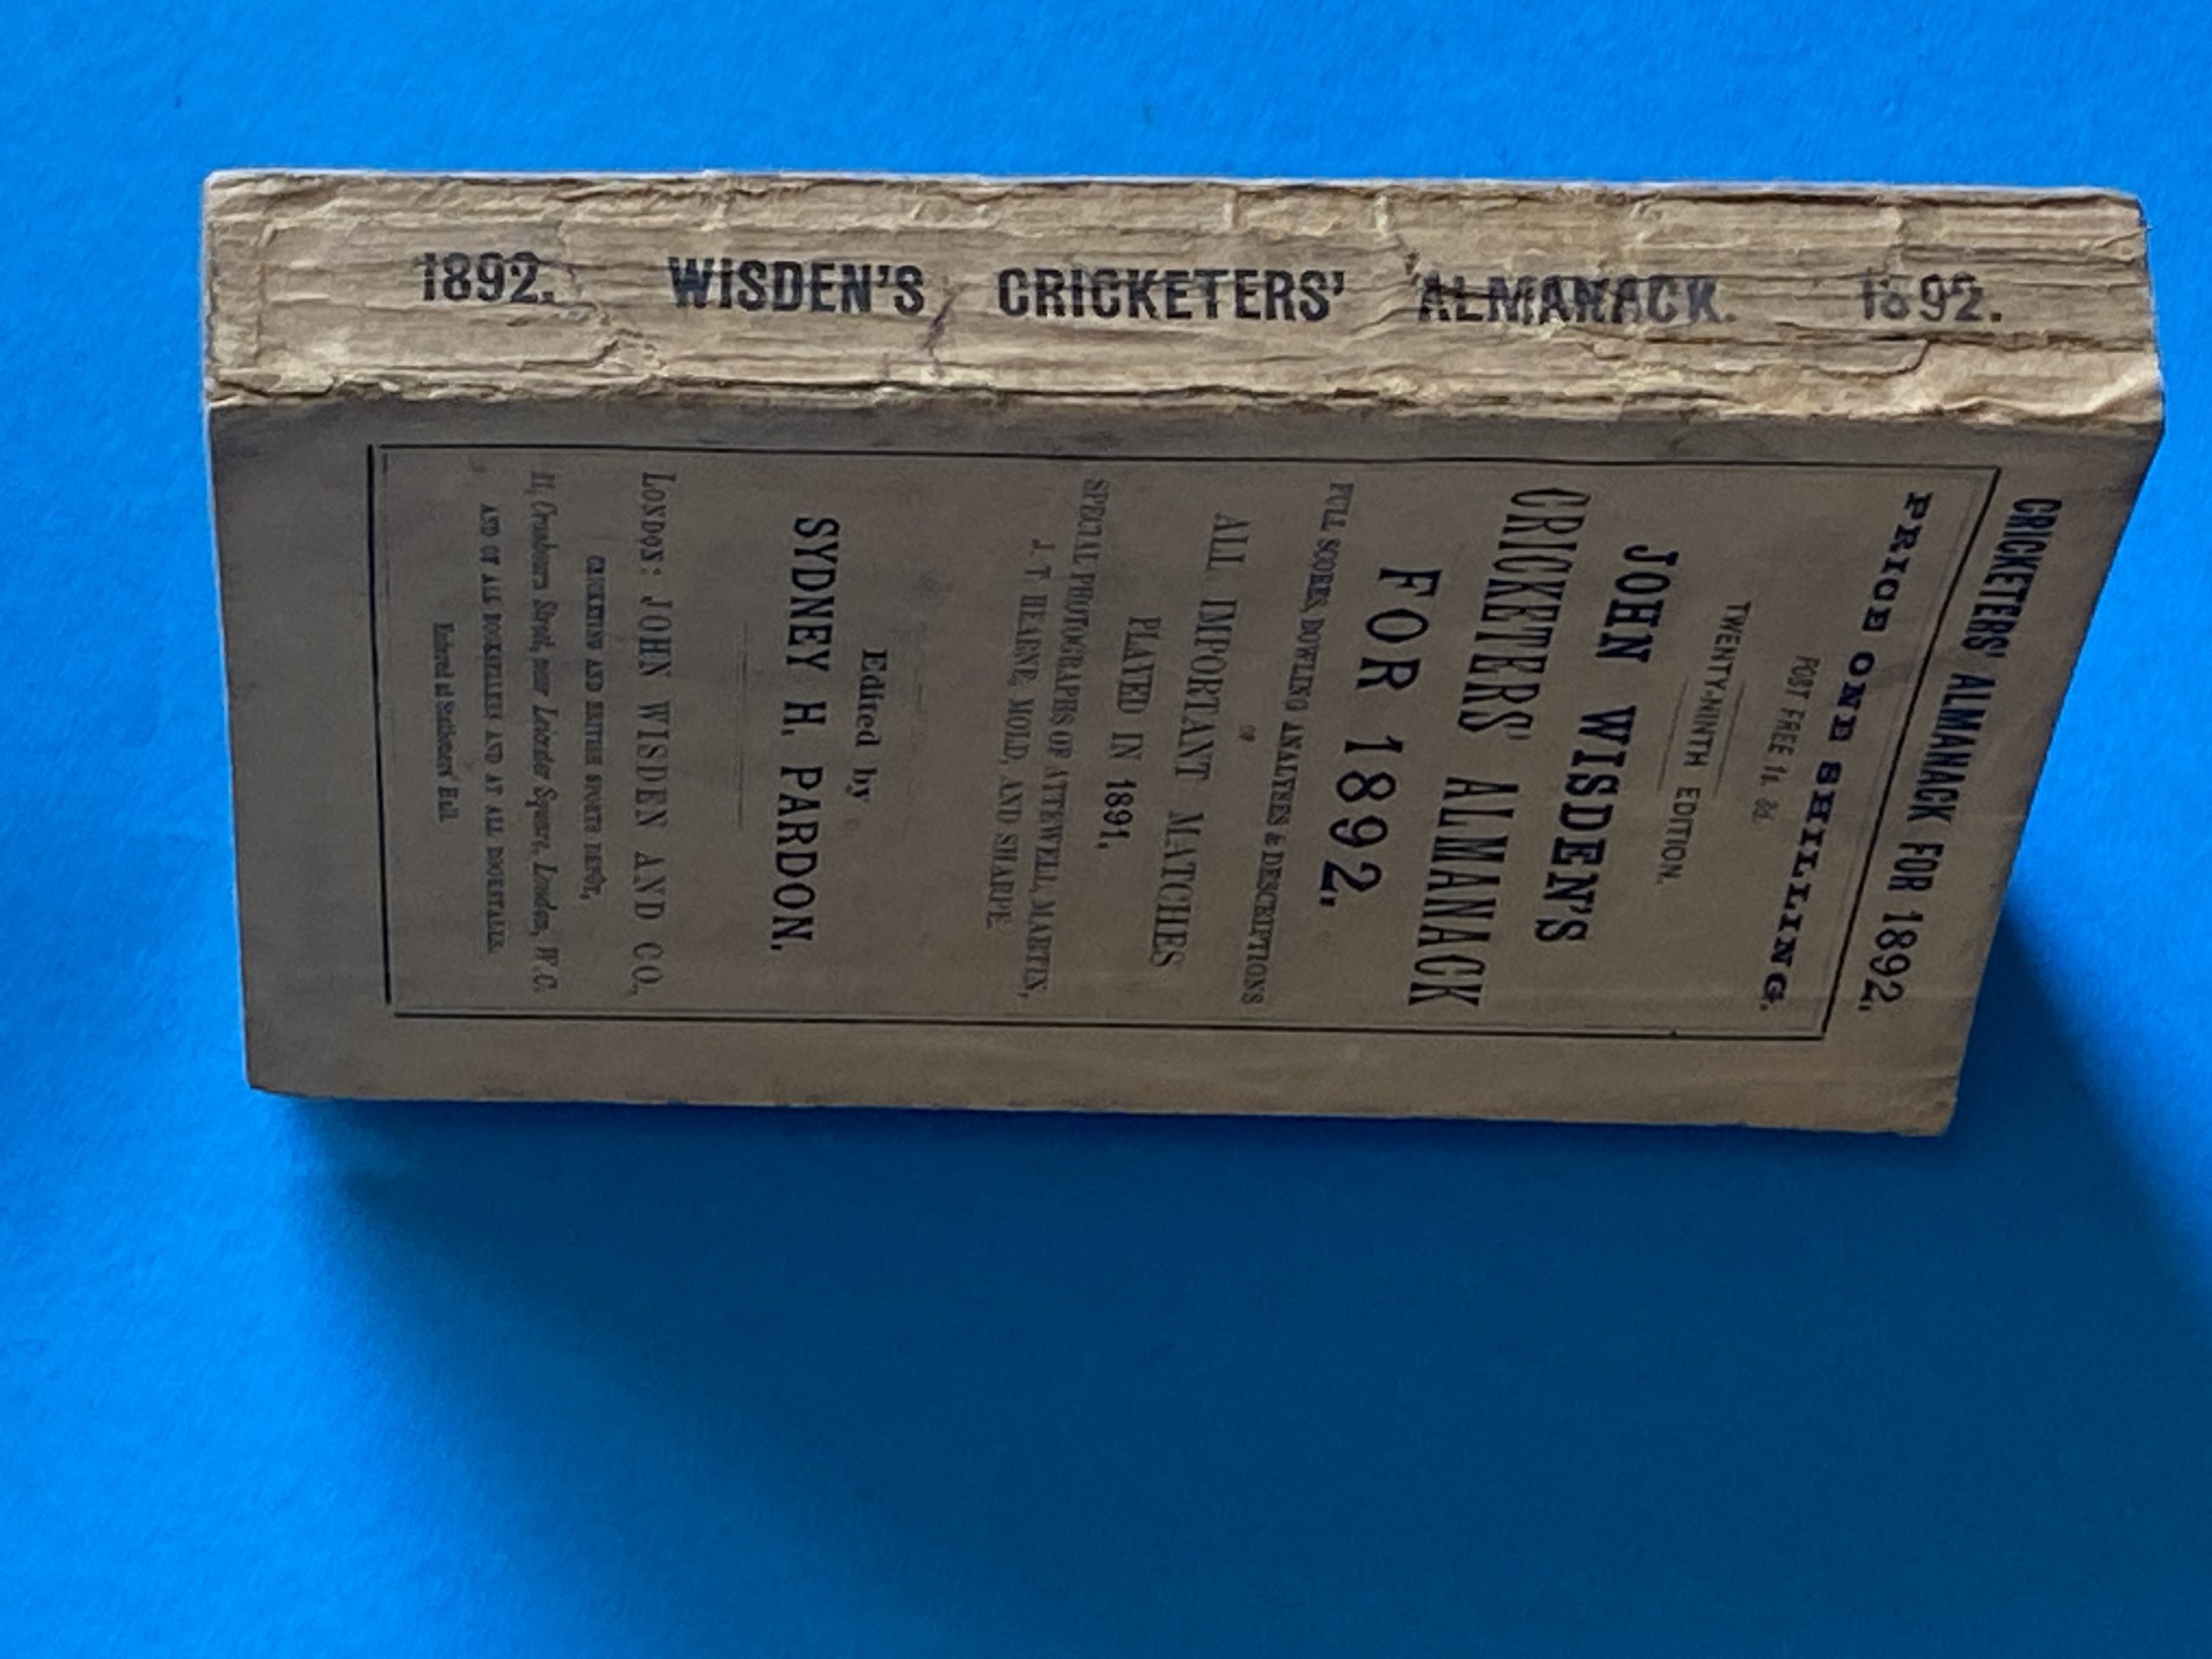 1892. WISDEN'S CRICKETERS' ALMANACK. 1892.
CRICKETERS' ALMANACK FOR 1892.
PRICE ONE SHILLING.
POST FREE 1s. 3d.
TWENTY-NINTH EDITION.
JOHN WISDEN'S
CRICKETERS' ALMANACK
FOR 1892.
FULL SCORES, BOWLING ANALYSES & DESCRIPTIONS
OF
ALL IMPORTANT MATCHES
PLAYED IN 1891.
SPECIAL PHOTOGRAPHS OF ATTEWELL, MARTIN,
J. T HEARNE, MOLD, AND SHARPE
Edited by
SYDNEY H. PARDON.
LONDON: JOHN WISDEN AND CO.,
CRICKETING AND BRITISH SPORTS DEPÔT,
21, Cranbourn Street, near Leicester Square, London, W.C.
AND OF ALL BOOKSELLERS AND AT ALL BOOKSTALLS.
Entered at Stationers' Hall.